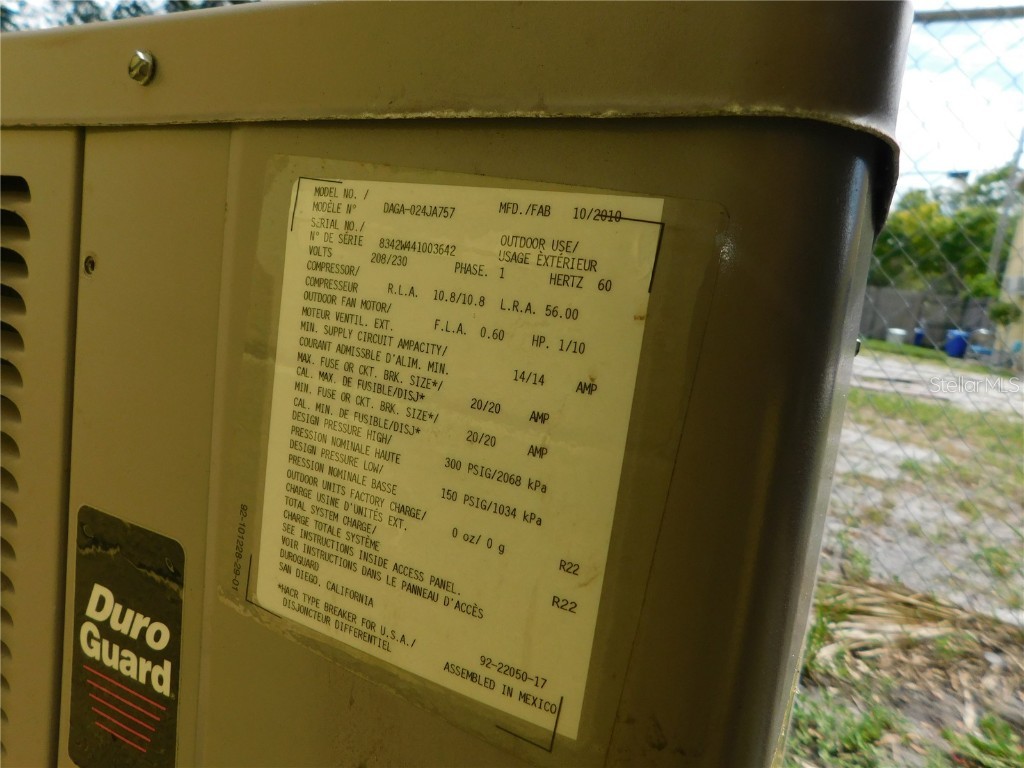 MODEL NO. /
MODÈLE N° DAGA-024JA757 MFD./FAB 10/2010
SERIAL NO./
N° DE SÉRIE 8342W441003642 OUTDOOR USE/
USAGE ÈXTÉRIEUR
VOLTS 208/230 PHASE. 1 HERTZ 60
COMPRESSOR/
COMPRESSEUR R.L.A. 10.8/10.8 L.R.A. 56.00
OUTDOOR FAN MOTOR/
MOTEUR VENTIL. EXT. F.L.A. 0.60 HP. 1/10
MIN. SUPPLY CIRCUIT AMPACITY/
COURANT ADMISSBLE D'ALIM. MIN. 14/14 AMP
MAX. FUSE OR CKT. BRK. SIZE*/
CAL. MAX. DE FUSIBLE/DISJ* 20/20 AMP
MIN. FUSE OR CKT. BRK. SIZE*/
CAL. MIN. DE FUSIBLE/DISJ* 20/20 AMP
DESIGN PRESSURE HIGH/
PRESSION NOMINALE HAUTE 300 PSIG/2068 kPa
DESIGN PRESSURE LOW/
PRESSION NOMINALE BASSE 150 PSIG/1034 kPa
OUTDOOR UNITS FACTORY CHARGE/
CHARGE USINE D'UNITÉS EXT. 0 oz/ 0 g R22
TOTAL SYSTEM CHARGE/
CHARGE TOTALE SYSTÈME R22
SEE INSTRUCTIONS INSIDE ACCESS PANEL.
VOIR INSTRUCTIONS DANS LE PANNEAU D'ACCÈS
DUROGUARD
SAN DIEGO, CALIFORNIA
*HACR TYPE BREAKER FOR U.S.A./
DISJONCTEUR DIFFERENTIEL
92-22050-17
ASSEMBLED IN MEXICO
92-101228-29-01
Duro
Guard
Stellar MLS